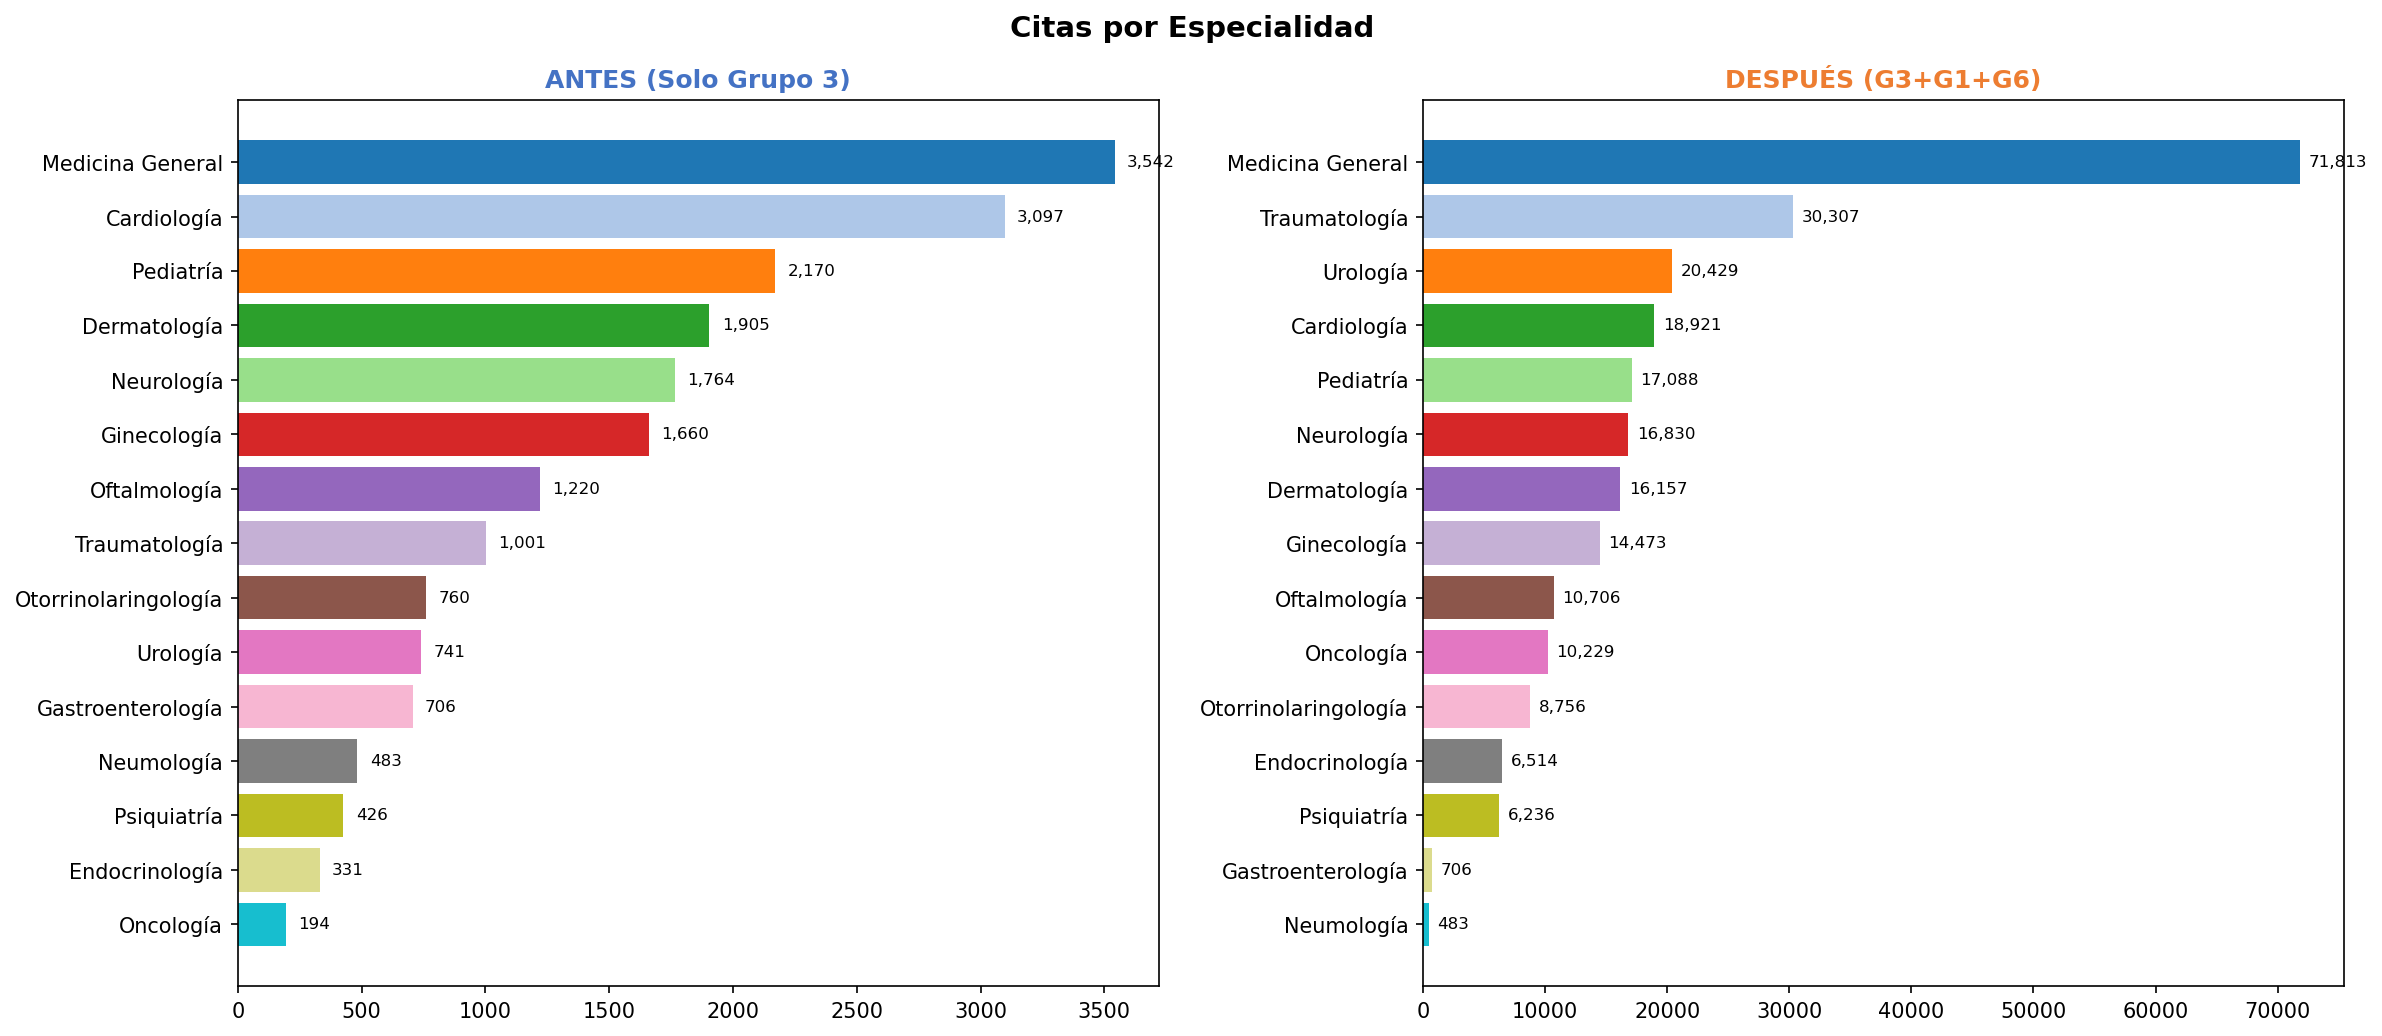 Citas por Especialidad
ANTES (Solo Grupo 3)
Medicina General 3,542
Cardiología 3,097
Pediatría 2,170
Dermatología 1,905
Neurología 1,764
Ginecología 1,660
Oftalmología 1,220
Traumatología 1,001
Otorrinolaringología 760
Urología 741
Gastroenterología 706
Neumología 483
Psiquiatría 426
Endocrinología 331
Oncología 194
0 500 1000 1500 2000 2500 3000 3500
DESPUÉS (G3+G1+G6)
Medicina General 71,813
Traumatología 30,307
Urología 20,429
Cardiología 18,921
Pediatría 17,088
Neurología 16,830
Dermatología 16,157
Ginecología 14,473
Oftalmología 10,706
Oncología 10,229
Otorrinolaringología 8,756
Endocrinología 6,514
Psiquiatría 6,236
Gastroenterología 706
Neumología 483
0 10000 20000 30000 40000 50000 60000 70000